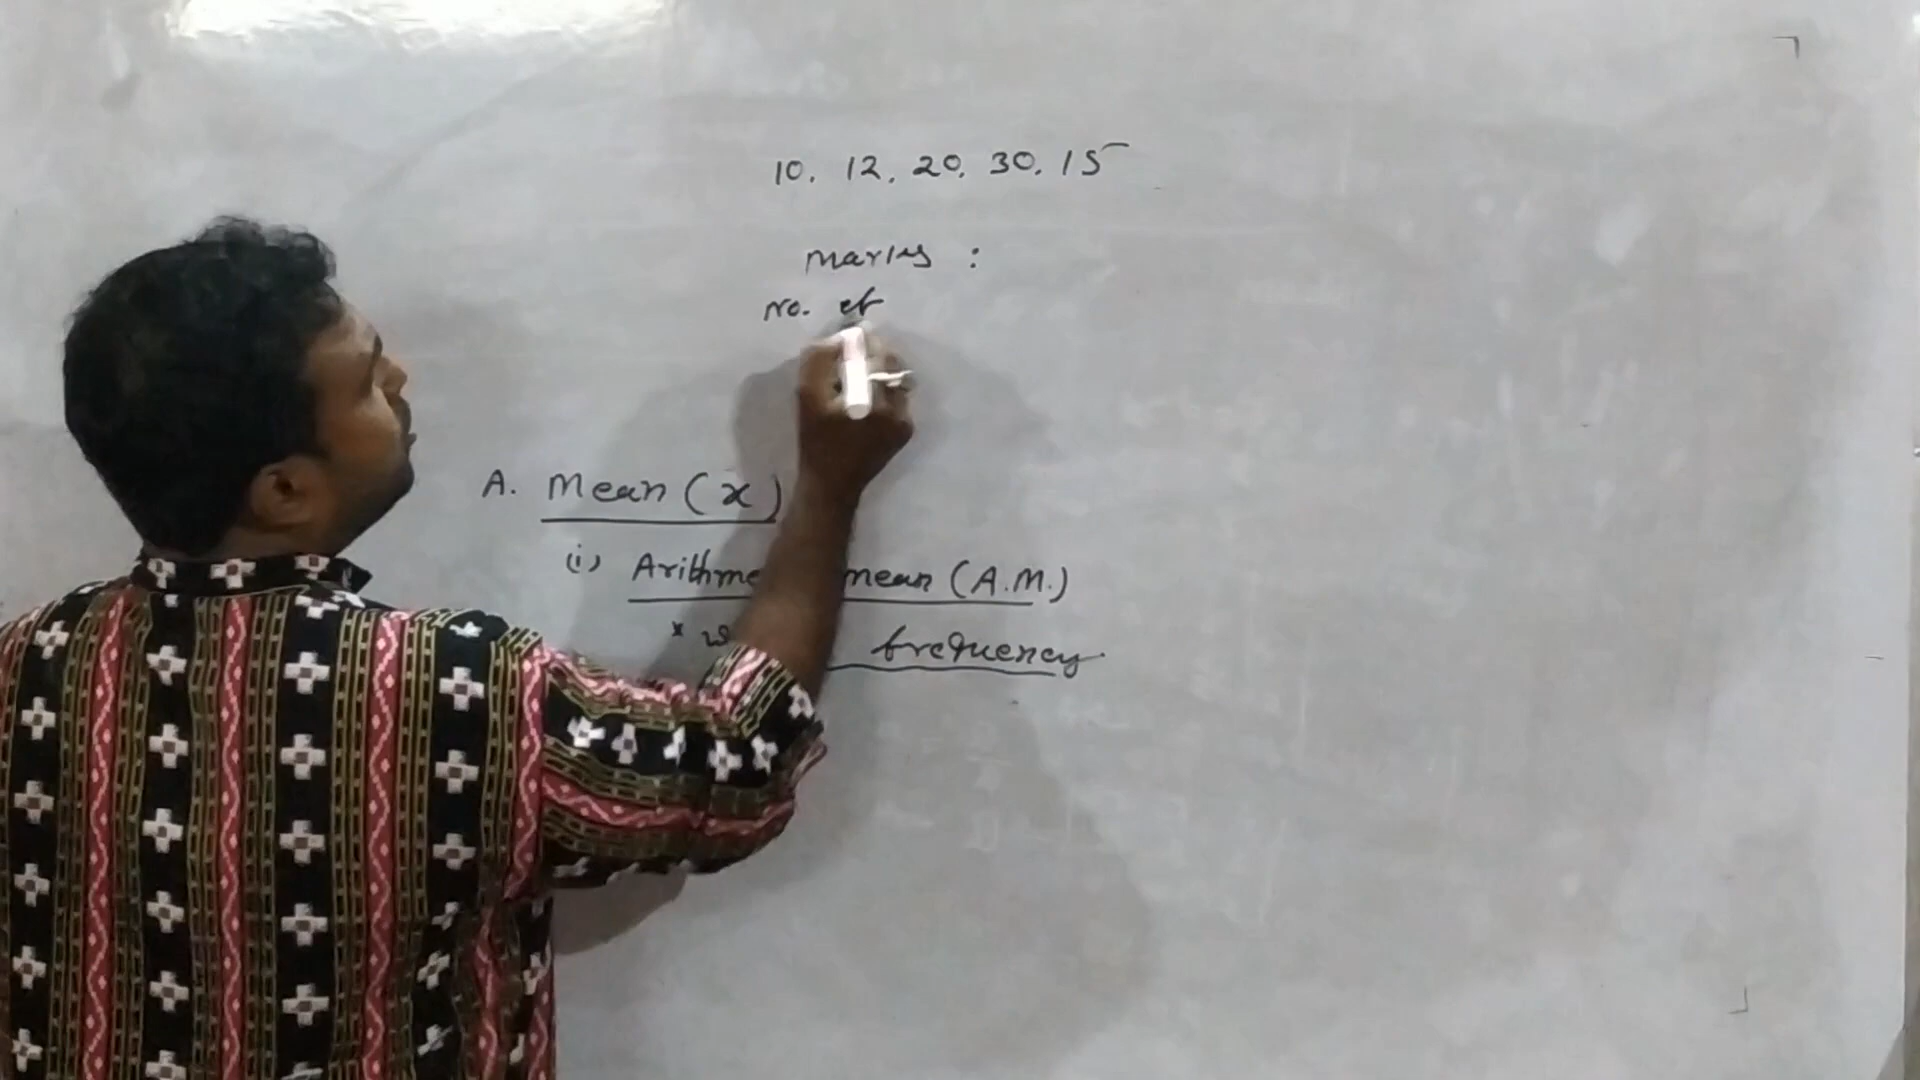 10, 12, 20, 30, 15
Marks :
No. of
A. Mean (x)
(i) Arithme mean (A.M.)
* w frequency.